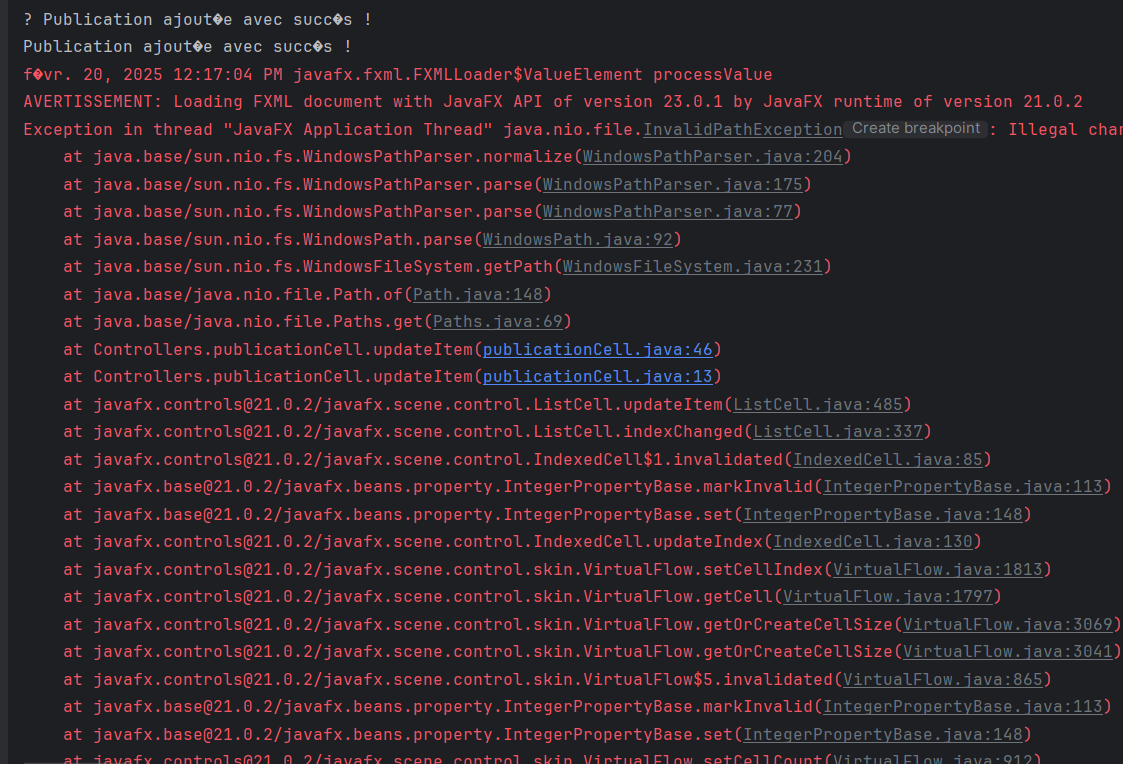 ? Publication ajout�e avec succ�s !
Publication ajout�e avec succ�s !
f�vr. 20, 2025 12:17:04 PM javafx.fxml.FXMLLoader$ValueElement processValue
AVERTISSEMENT: Loading FXML document with JavaFX API of version 23.0.1 by JavaFX runtime of version 21.0.2
Exception in thread "JavaFX Application Thread" java.nio.file.InvalidPathException Create breakpoint : Illegal char
at java.base/sun.nio.fs.WindowsPathParser.normalize(WindowsPathParser.java:204)
at java.base/sun.nio.fs.WindowsPathParser.parse(WindowsPathParser.java:175)
at java.base/sun.nio.fs.WindowsPathParser.parse(WindowsPathParser.java:77)
at java.base/sun.nio.fs.WindowsPath.parse(WindowsPath.java:92)
at java.base/sun.nio.fs.WindowsFileSystem.getPath(WindowsFileSystem.java:231)
at java.base/java.nio.file.Path.of(Path.java:148)
at java.base/java.nio.file.Paths.get(Paths.java:69)
at Controllers.publicationCell.updateItem(publicationCell.java:46)
at Controllers.publicationCell.updateItem(publicationCell.java:13)
at javafx.controls@21.0.2/javafx.scene.control.ListCell.updateItem(ListCell.java:485)
at javafx.controls@21.0.2/javafx.scene.control.ListCell.indexChanged(ListCell.java:337)
at javafx.controls@21.0.2/javafx.scene.control.IndexedCell$1.invalidated(IndexedCell.java:85)
at javafx.base@21.0.2/javafx.beans.property.IntegerPropertyBase.markInvalid(IntegerPropertyBase.java:113)
at javafx.base@21.0.2/javafx.beans.property.IntegerPropertyBase.set(IntegerPropertyBase.java:148)
at javafx.controls@21.0.2/javafx.scene.control.IndexedCell.updateIndex(IndexedCell.java:130)
at javafx.controls@21.0.2/javafx.scene.control.skin.VirtualFlow.setCellIndex(VirtualFlow.java:1813)
at javafx.controls@21.0.2/javafx.scene.control.skin.VirtualFlow.getCell(VirtualFlow.java:1797)
at javafx.controls@21.0.2/javafx.scene.control.skin.VirtualFlow.getOrCreateCellSize(VirtualFlow.java:3069)
at javafx.controls@21.0.2/javafx.scene.control.skin.VirtualFlow.getOrCreateCellSize(VirtualFlow.java:3041)
at javafx.controls@21.0.2/javafx.scene.control.skin.VirtualFlow$5.invalidated(VirtualFlow.java:865)
at javafx.base@21.0.2/javafx.beans.property.IntegerPropertyBase.markInvalid(IntegerPropertyBase.java:113)
at javafx.base@21.0.2/javafx.beans.property.IntegerPropertyBase.set(IntegerPropertyBase.java:148)
at javafx.controls@21.0.2/javafx.scene.control.skin.VirtualFlow.setCellCount(VirtualFlow.java:912)